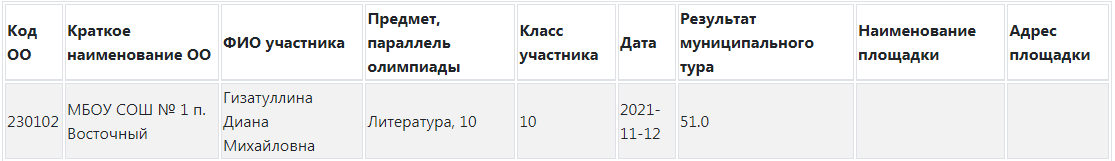 Код ОО
Краткое наименование ОО
ФИО участника
Предмет, параллель олимпиады
Класс участника
Дата
Результат муниципального тура
Наименование площадки
Адрес площадки
230102
МБОУ СОШ № 1 п. Восточный
Гизатуллина Диана Михайловна
Литература, 10
10
2021-11-12
51.0